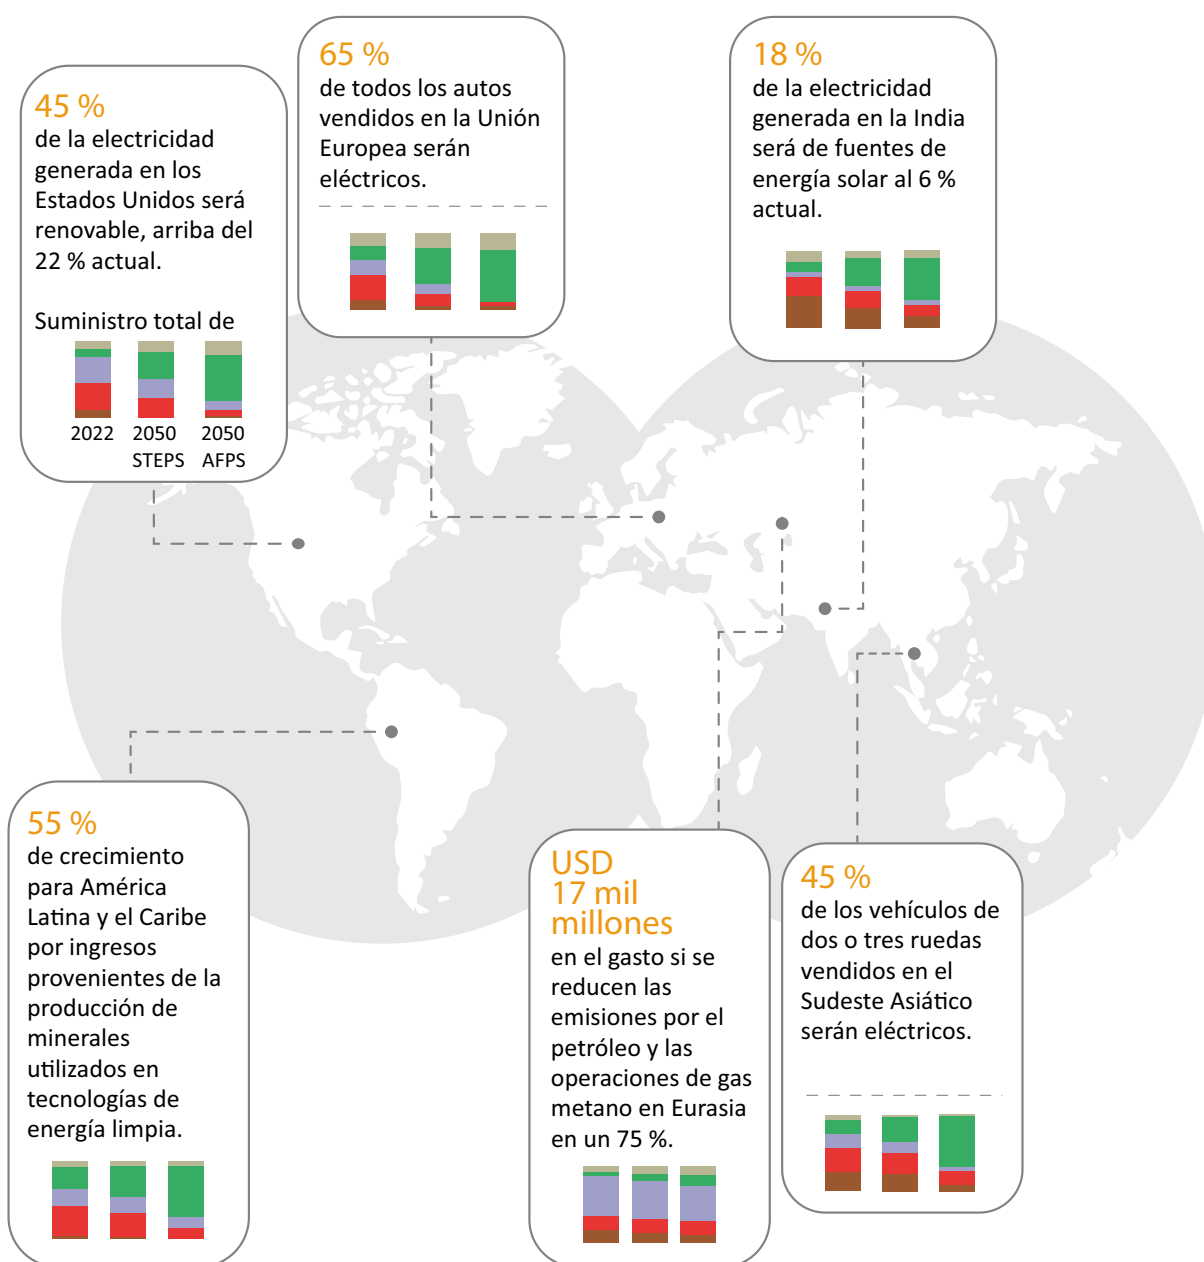 45 %
de la electricidad
generada en los
Estados Unidos será
renovable, arriba del
22 % actual.
Suministro total de
2022
2050
STEPS
2050
AFPS
65 %
de todos los autos
vendidos en la Unión
Europea serán
eléctricos.
18 %
de la electricidad
generada en la India
será de fuentes de
energía solar al 6 %
actual.
55 %
de crecimiento
para América
Latina y el Caribe
por ingresos
provenientes de la
producción de
minerales
utilizados en
tecnologías de
energía limpia.
USD
17 mil
millones
en el gasto si se
reducen las
emisiones por el
petróleo y las
operaciones de gas
metano en Eurasia
en un 75 %.
45 %
de los vehículos de
dos o tres ruedas
vendidos en el
Sudeste Asiático
serán eléctricos.